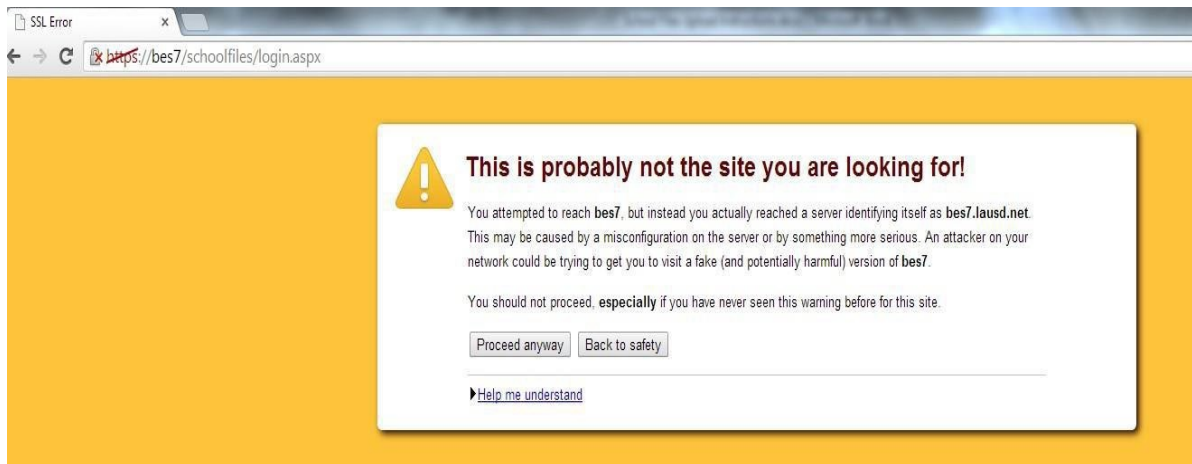 SSL Error
https://bes7/schoolfiles/login.aspx
This is probably not the site you are looking for!
You attempted to reach bes7, but instead you actually reached a server identifying itself as bes7.lausd.net.
This may be caused by a misconfiguration on the server or by something more serious. An attacker on your
network could be trying to get you to visit a fake (and potentially harmful) version of bes7.
You should not proceed, especially if you have never seen this warning before for this site.
Proceed anyway Back to safety
Help me understand